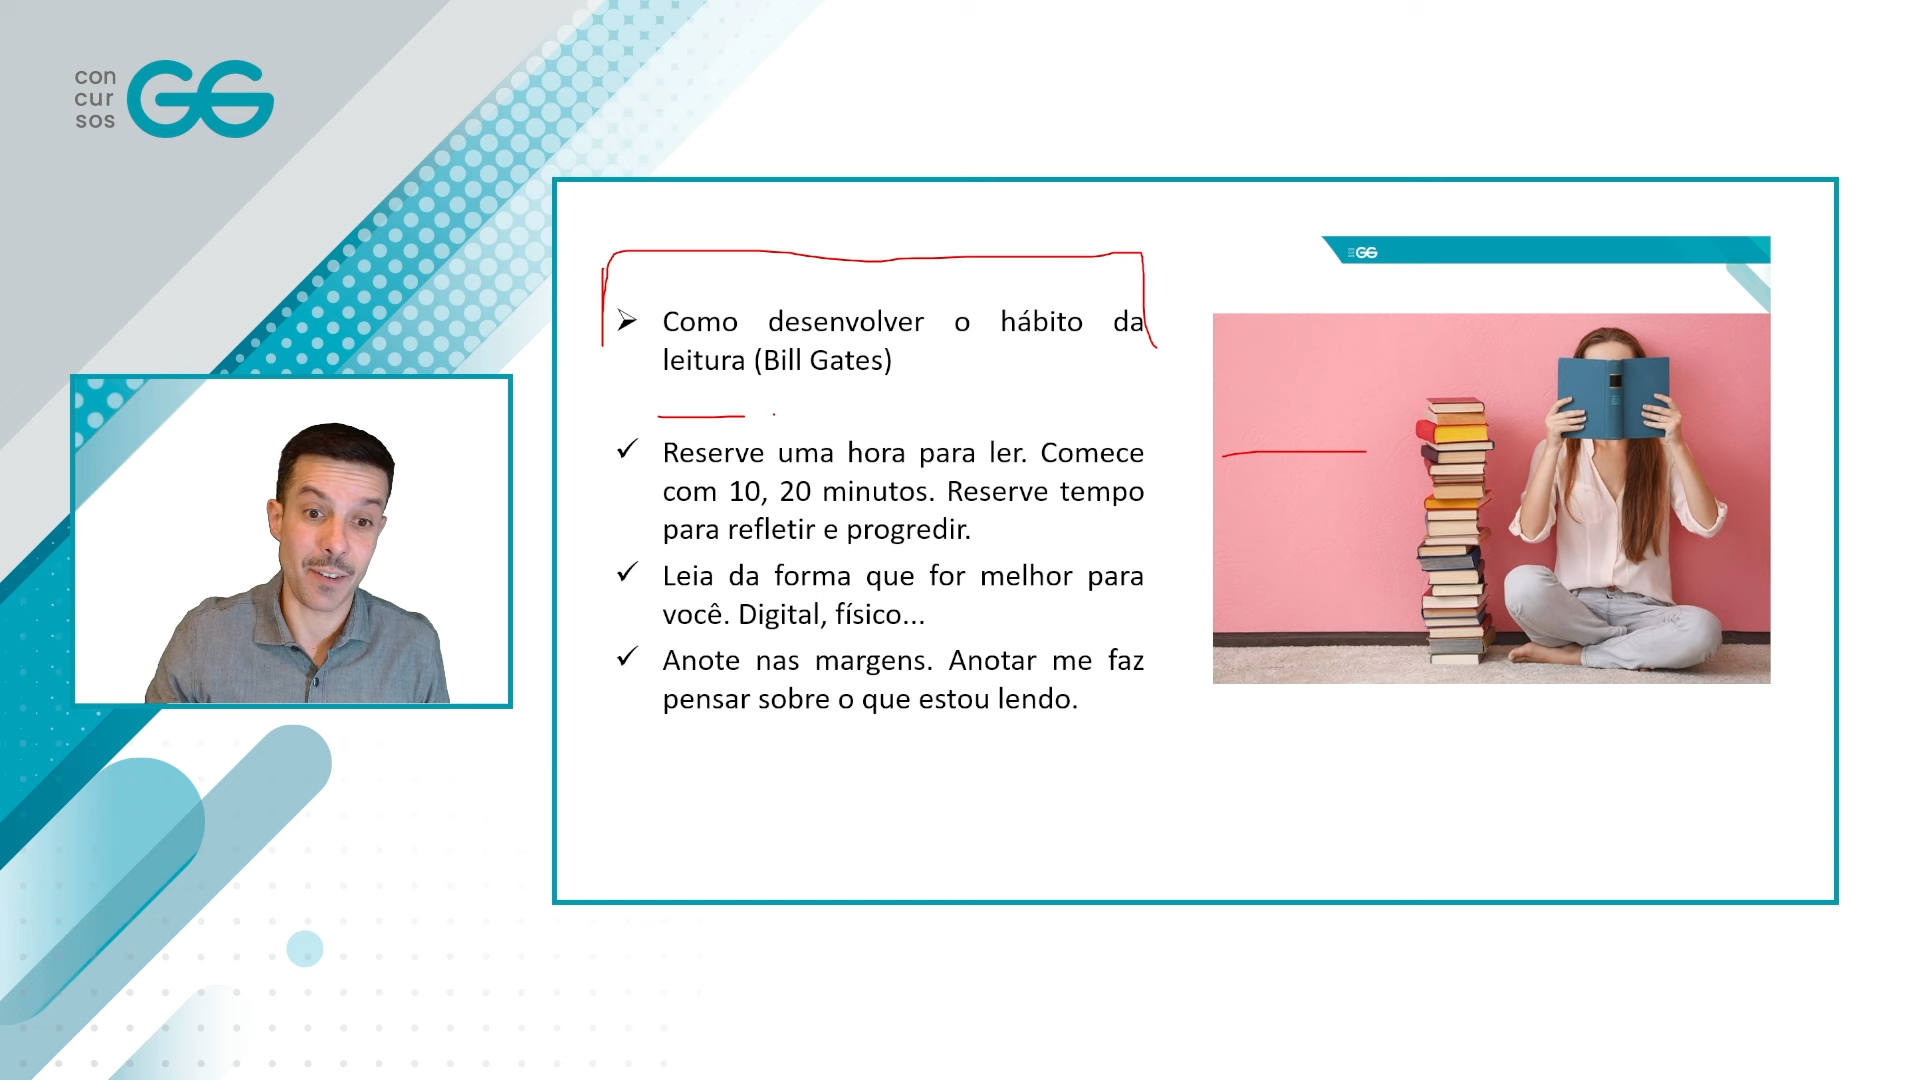 con
cur
sos
GG
GG
➢ Como desenvolver o hábito da
leitura (Bill Gates)
✓ Reserve uma hora para ler. Comece
com 10, 20 minutos. Reserve tempo
para refletir e progredir.
✓ Leia da forma que for melhor para
você. Digital, físico...
✓ Anote nas margens. Anotar me faz
pensar sobre o que estou lendo.